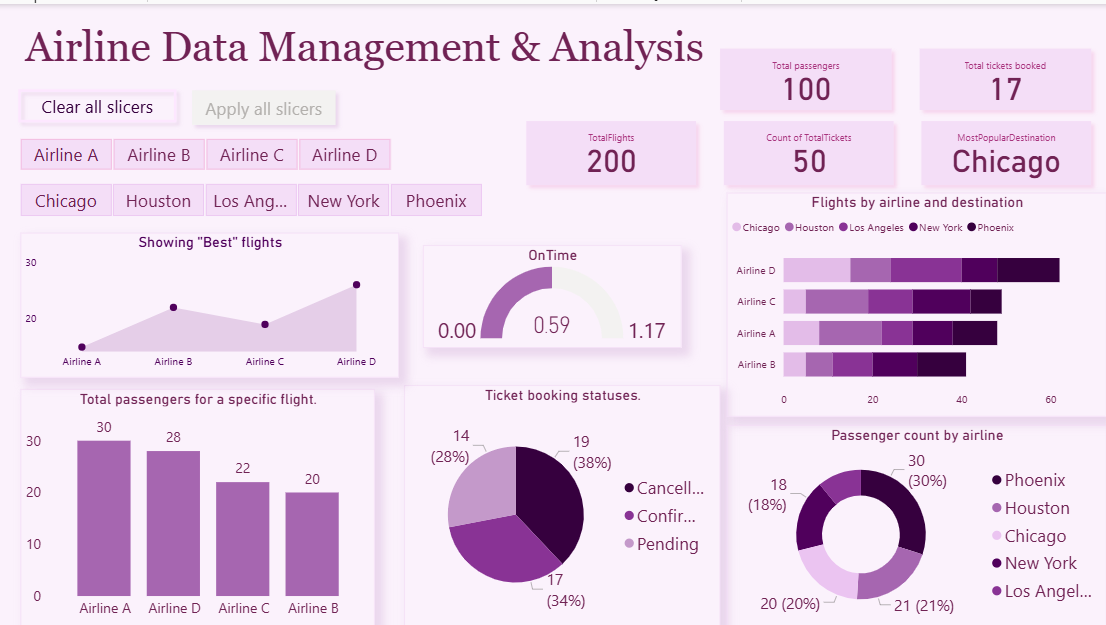 Airline Data Management & Analysis
Clear all slicers
Apply all slicers
Airline A
Airline B
Airline C
Airline D
Chicago
Houston
Los Ang...
New York
Phoenix
Total passengers
100
Total tickets booked
17
TotalFlights
200
Count of TotalTickets
50
MostPopularDestination
Chicago
Showing "Best" flights
30
20
Airline A
Airline B
Airline C
Airline D
OnTime
0.00
0.59
1.17
Flights by airline and destination
Chicago
Houston
Los Angeles
New York
Phoenix
Airline D
Airline C
Airline A
Airline B
0
20
40
60
Total passengers for a specific flight.
30
20
10
0
30
28
22
20
Airline A
Airline D
Airline C
Airline B
Ticket booking statuses.
14
(28%)
19
(38%)
17
(34%)
Cancell...
Confir...
Pending
Passenger count by airline
30
(30%)
18
(18%)
20 (20%)
21 (21%)
Phoenix
Houston
Chicago
New York
Los Angel...